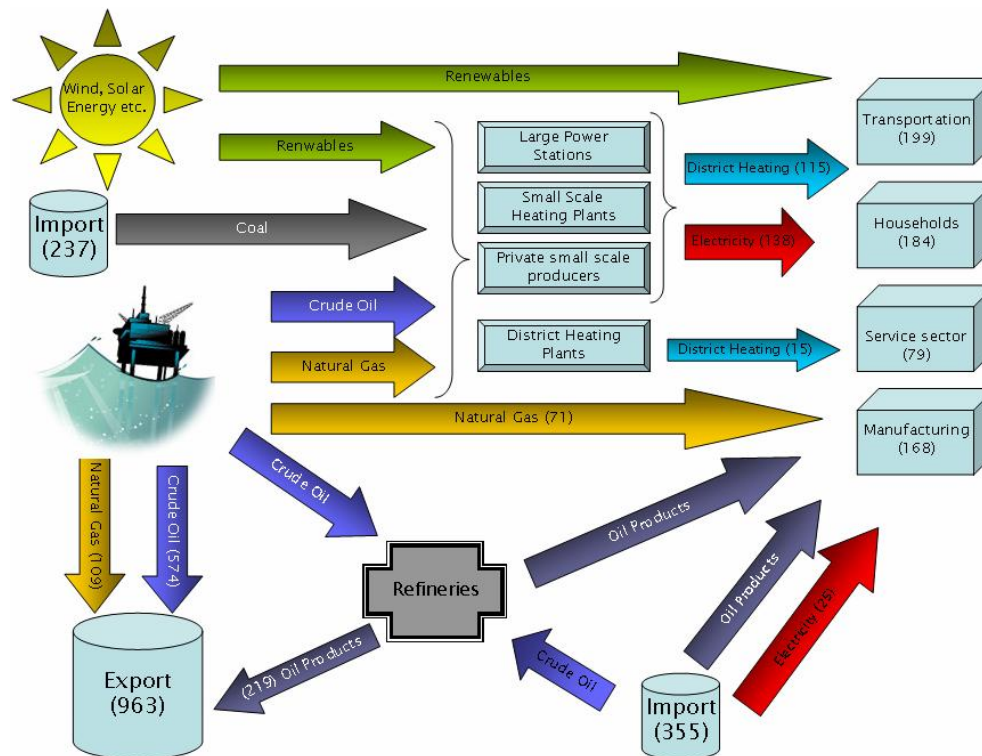 Wind, Solar
Energy etc.
Renewables
Renwables
Import
(237)
Coal
Large Power
Stations
Small Scale
Heating Plants
Private small scale
producers
District Heating
Plants
District Heating (115)
Electricity (138)
District Heating (15)
Transportation
(199)
Households
(184)
Service sector
(79)
Manufacturing
(168)
Crude Oil
Natural Gas
Natural Gas (71)
Natural Gas (109)
Crude Oil (574)
Crude Oil
Refineries
Oil Products
Oil Products
Electricity (25)
(219) Oil Products
Crude Oil
Export
(963)
Import
(355)